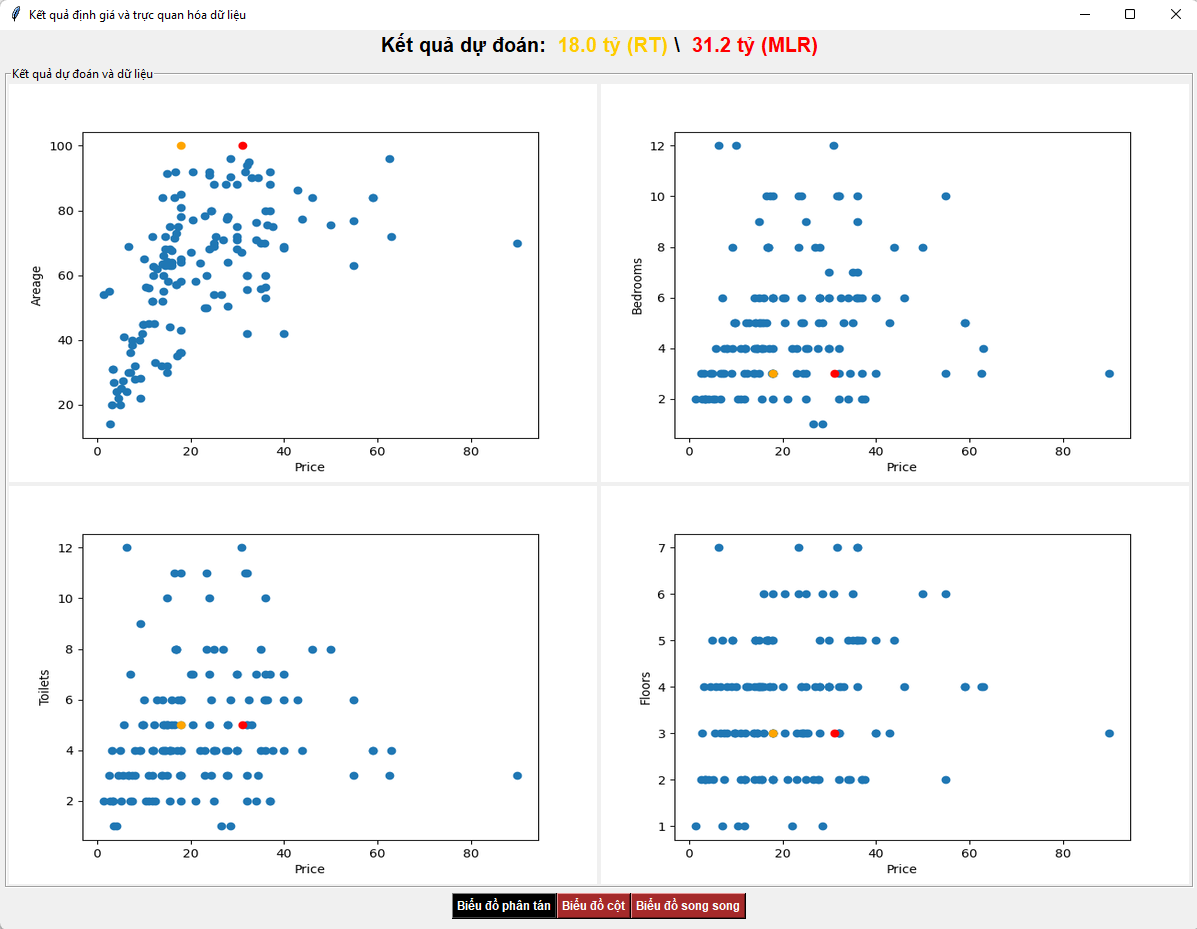 Kết quả định giá và trực quan hóa dữ liệu
Kết quả dự đoán: 18.0 tỷ (RT) \ 31.2 tỷ (MLR)
Kết quả dự đoán và dữ liệu
100
80
60
40
20
Areage
0 20 40 60 80
Price
12
10
8
6
4
2
Bedrooms
0 20 40 60 80
Price
12
10
8
6
4
2
Toilets
0 20 40 60 80
Price
7
6
5
4
3
2
1
Floors
0 20 40 60 80
Price
Biểu đồ phân tán Biểu đồ cột Biểu đồ song song